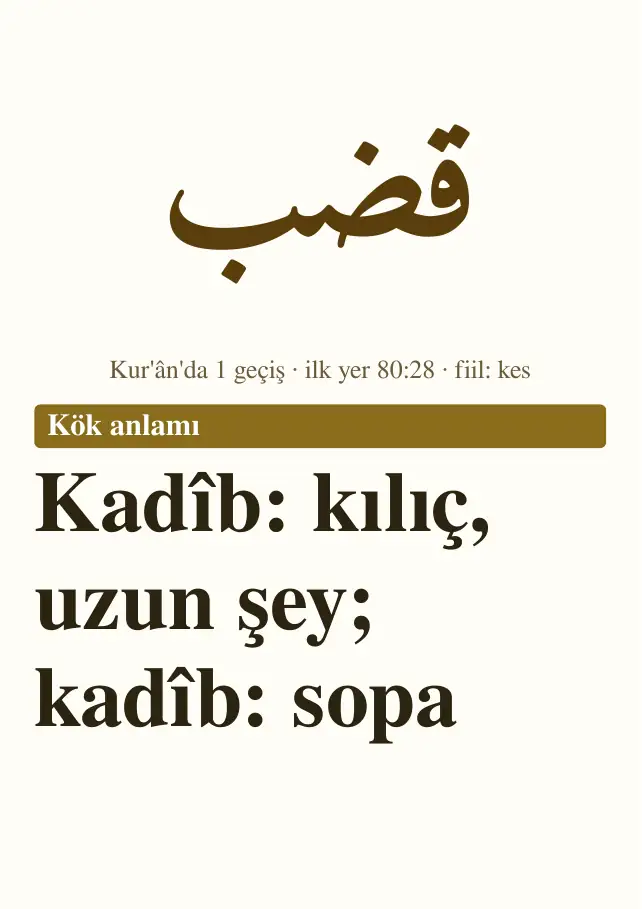 قضب
Kur'ân'da 1 geçiş · ilk yer 80:28 · fiil: kes
Kök anlamı
Kadîb: kılıç,
uzun şey;
kadîb: sopa